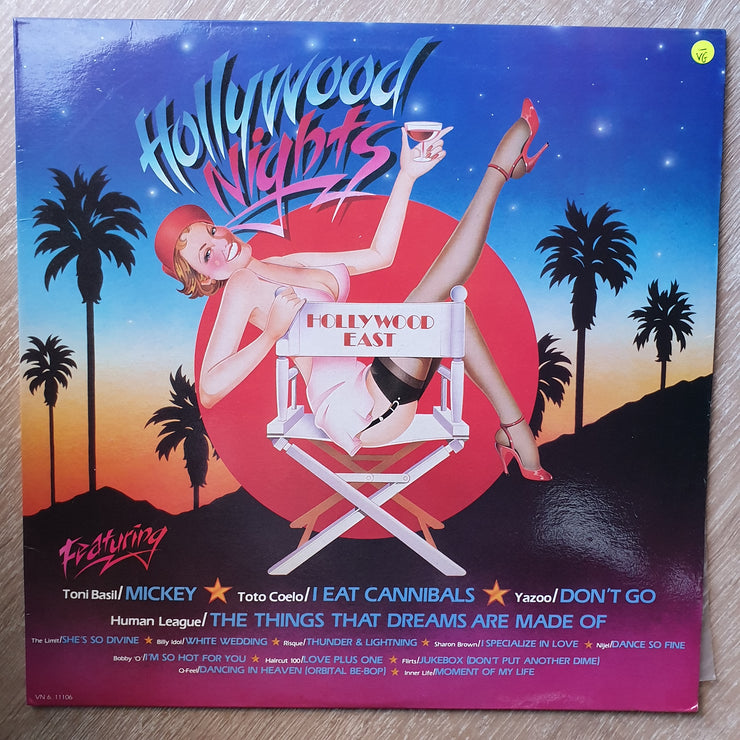 Hollywood
Nights
VG
HOLLYWOOD
EAST
Featuring
Toni Basil/MICKEY ★ Toto Coelo/I EAT CANNIBALS ★ Yazoo/DON'T GO
Human League/THE THINGS THAT DREAMS ARE MADE OF
The Limit/SHE'S SO DIVINE ★ Billy Idol/WHITE WEDDING ★ Risque/THUNDER & LIGHTNING ★ Sharon Brown/I SPECIALIZE IN LOVE ★ Nijel/DANCE SO FINE
Bobby 'O'/I'M SO HOT FOR YOU ★ Haircut 100/LOVE PLUS ONE ★ Flirts/JUKEBOX (DON'T PUT ANOTHER DIME)
O-Feel/DANCING IN HEAVEN (ORBITAL BE-BOP) ★ Inner Life/MOMENT OF MY LIFE
VN 6 11106